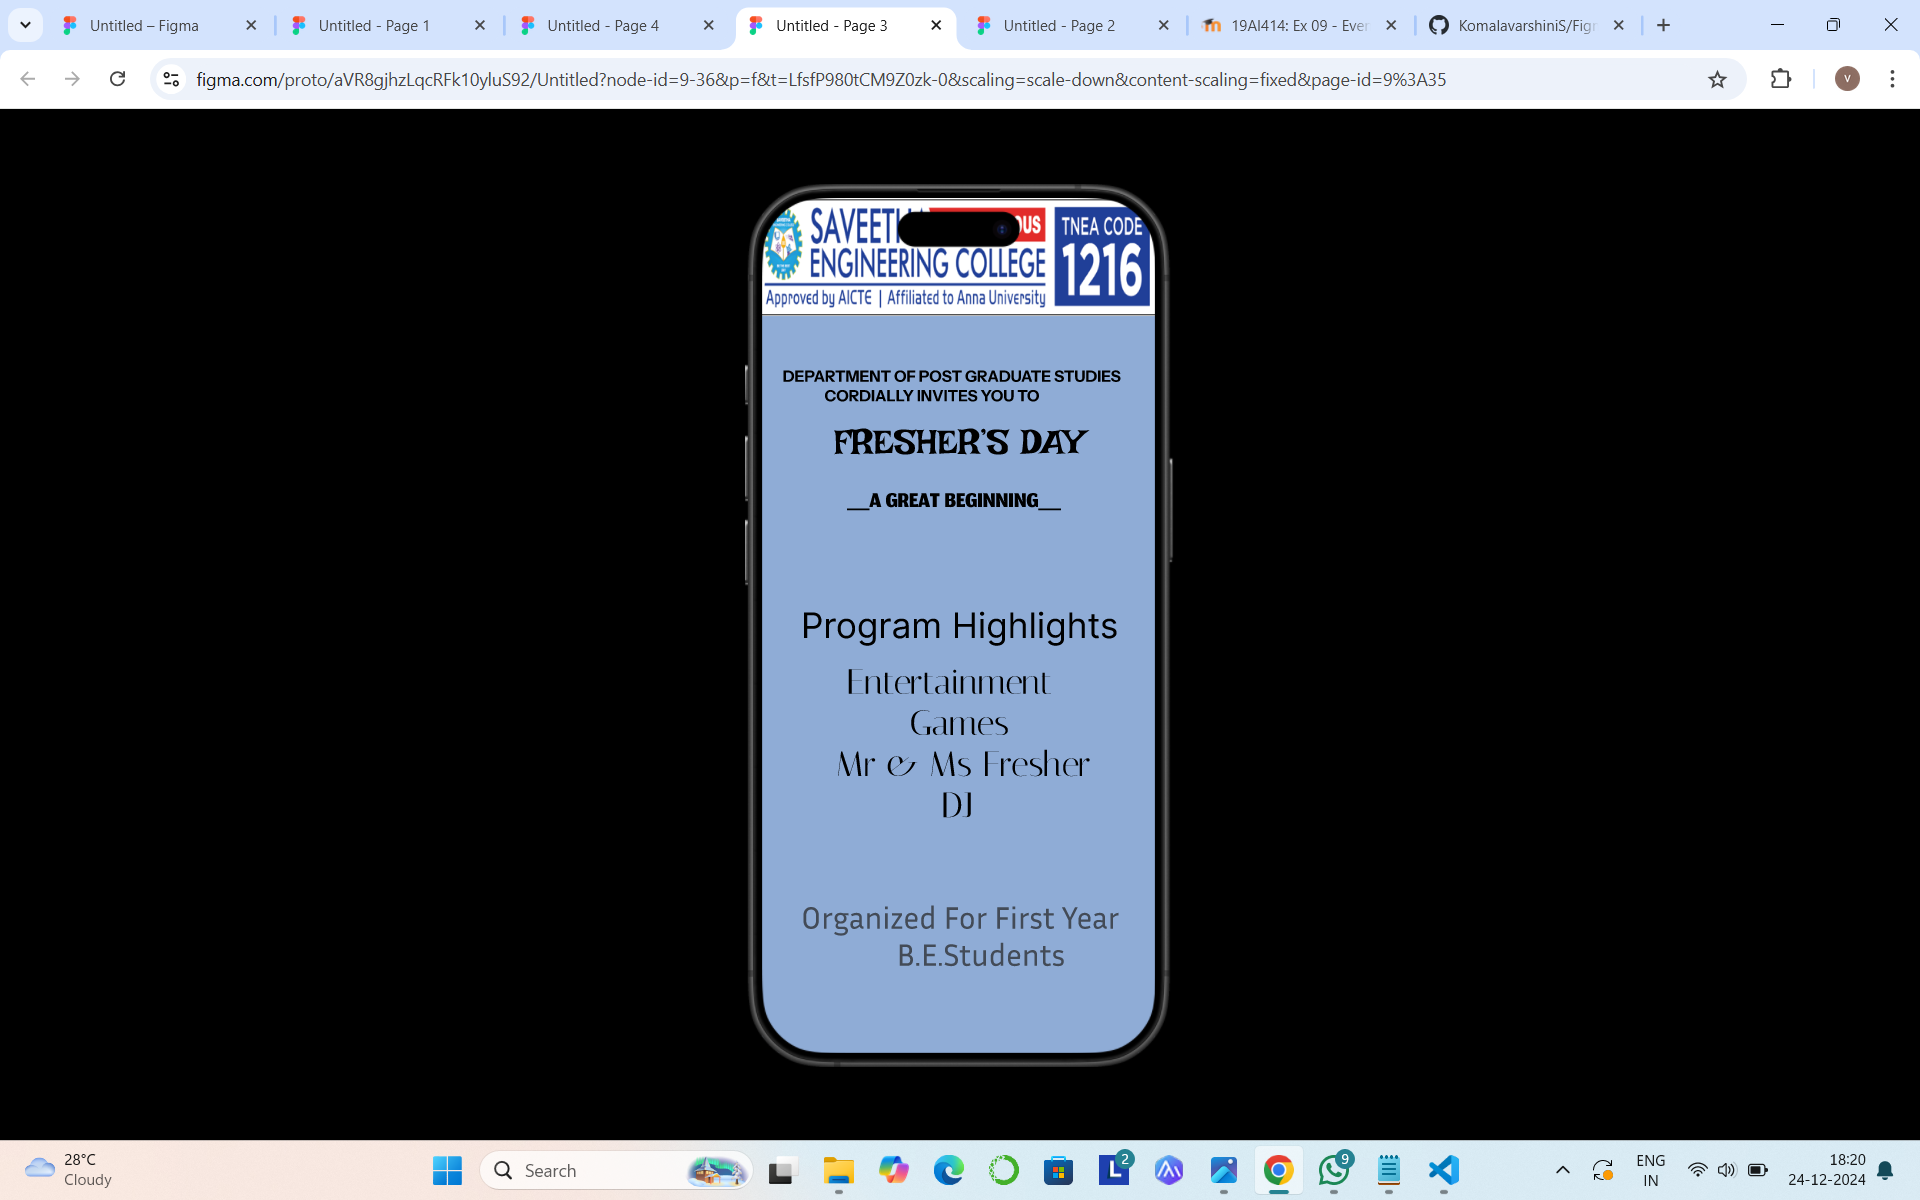 Untitled – Figma
Untitled - Page 1
Untitled - Page 4
Untitled - Page 3
Untitled - Page 2
19AI414: Ex 09 - Even
KomalavarshiniS/Figm
figma.com/proto/aVR8gjhzLqcRFk10yluS92/Untitled?node-id=9-36&p=f&t=LfsfP980tCM9Z0zk-0&scaling=scale-down&content-scaling=fixed&page-id=9%3A35
V
SAVEETH
OUS
ENGINEERING COLLEGE
Approved by AICTE | Affiliated to Anna University
TNEA CODE
1216
DEPARTMENT OF POST GRADUATE STUDIES
CORDIALLY INVITES YOU TO
FRESHER'S DAY
__A GREAT BEGINNING__
Program Highlights
Entertainment
Games
Mr & Ms Fresher
DJ
Organized For First Year
B.E.Students
28°C
Cloudy
Search
L
2
9
ENG
IN
18:20
24-12-2024